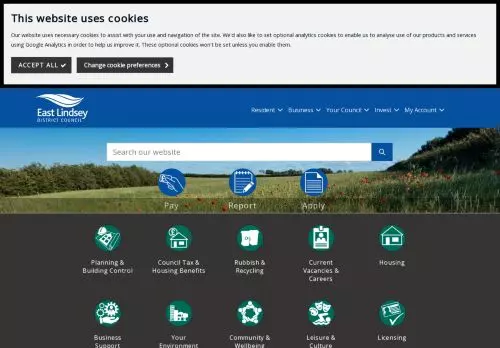 This website uses cookies
Our website uses necessary cookies to assist with your use and navigation of the site. We'd also like to set optional analytics cookies to enable us to analyse use of our products and services
using Google Analytics in order to help us improve it. These optional cookies won't be set unless you enable them.
ACCEPT ALL
Change cookie preferences
East Lindsey
DISTRICT COUNCIL
Resident
Business
Your Council
Invest
My Account
Search our website
Pay
Report
Apply
Planning &
Building Control
Council Tax &
Housing Benefits
Rubbish &
Recycling
Current
Vacancies &
Careers
Housing
Business
Support
Your
Environment
Community &
Wellbeing
Leisure &
Culture
Licensing